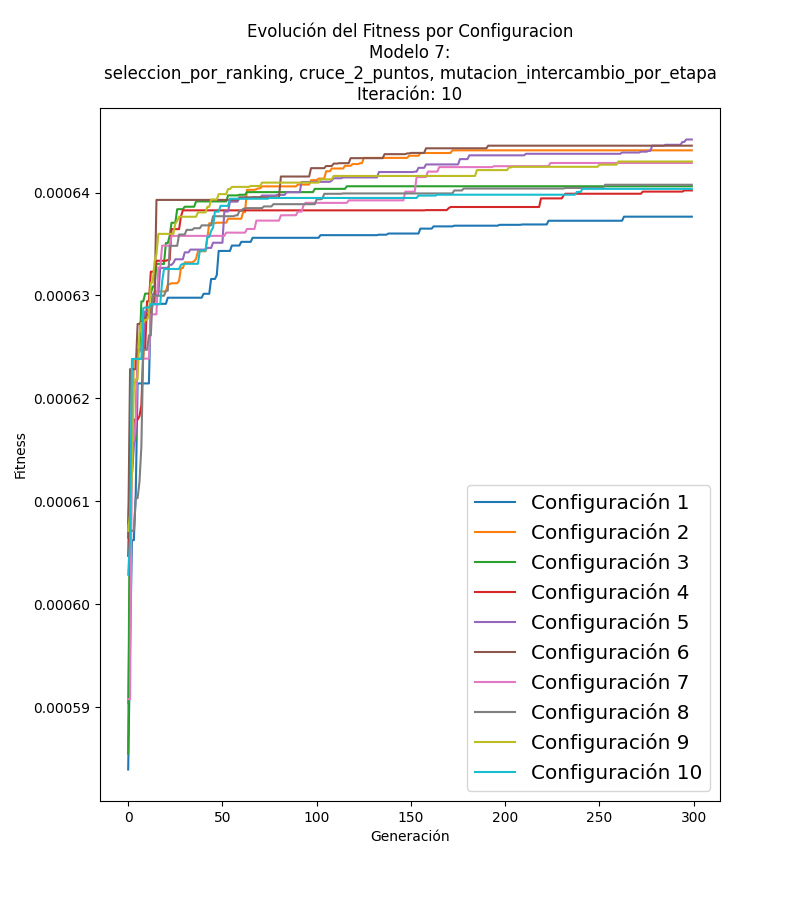 Evolución del Fitness por Configuracion
Modelo 7:
seleccion_por_ranking, cruce_2_puntos, mutacion_intercambio_por_etapa
Iteración: 10
Fitness
0.00064
0.00063
0.00062
0.00061
0.00060
0.00059
0 50 100 150 200 250 300
Generación
Configuración 1
Configuración 2
Configuración 3
Configuración 4
Configuración 5
Configuración 6
Configuración 7
Configuración 8
Configuración 9
Configuración 10